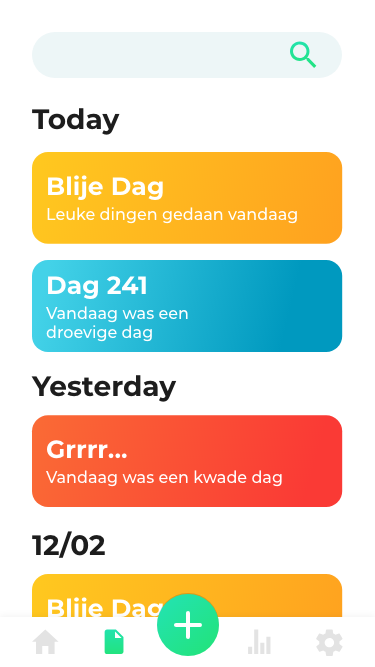 Today
Blije Dag
Leuke dingen gedaan vandaag
Dag 241
Vandaag was een
droevige dag
Yesterday
Grrrr...
Vandaag was een kwade dag
12/02
Blije Dag